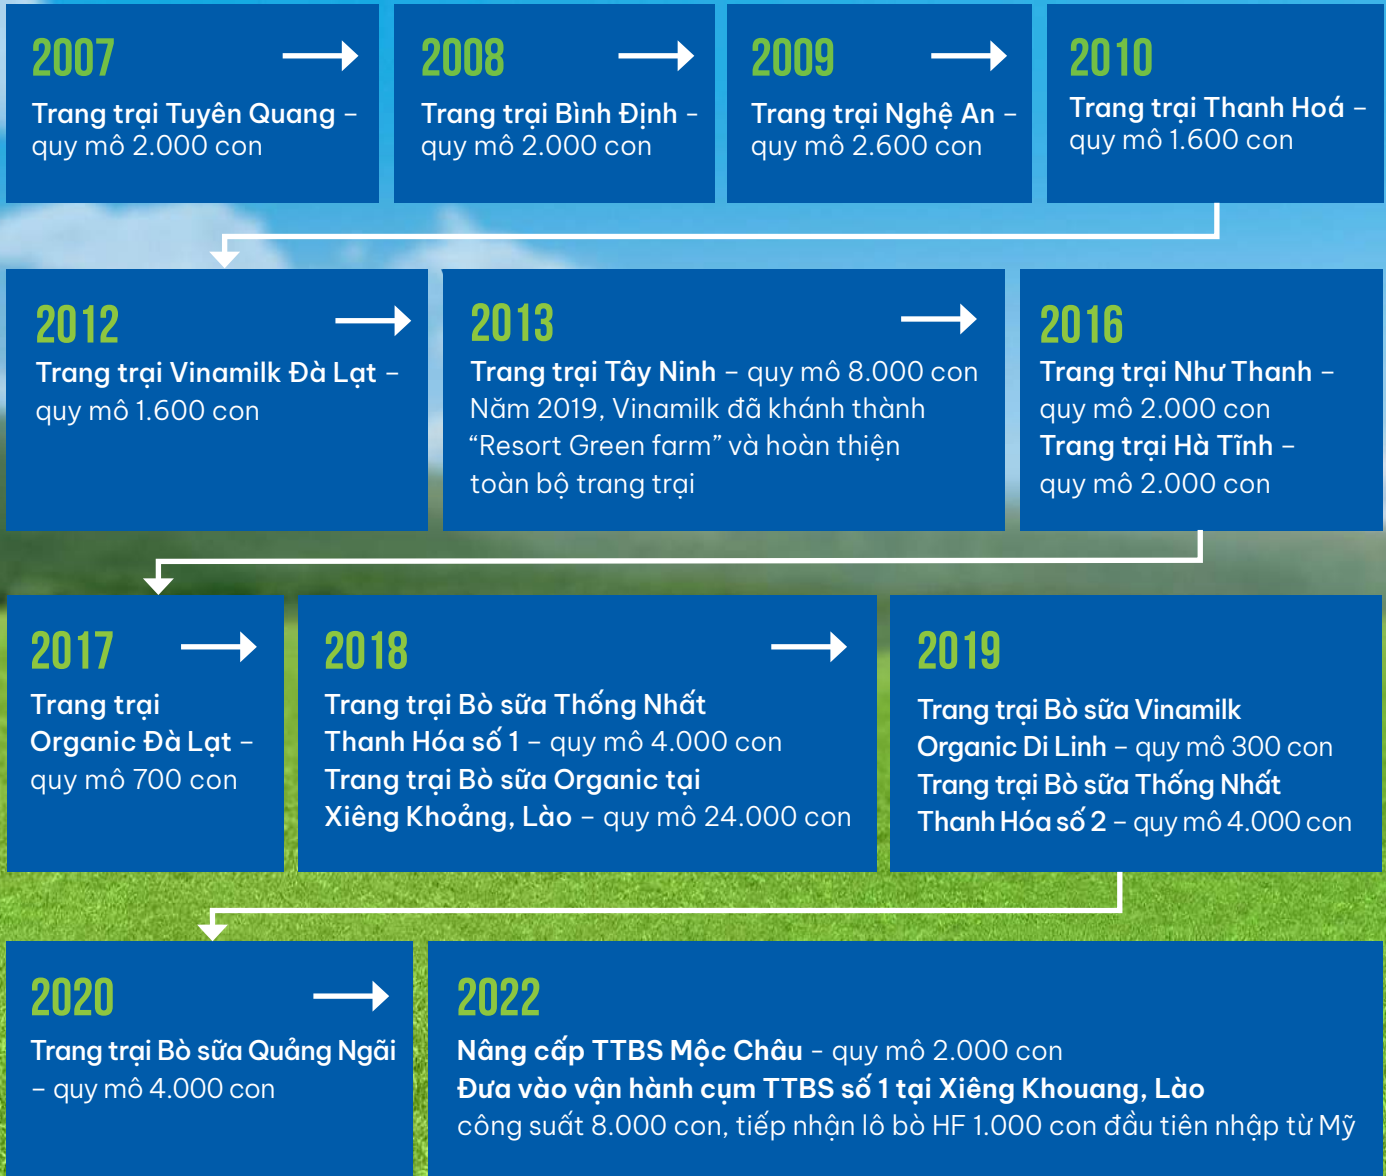 2007
Trang trại Tuyên Quang –
quy mô 2.000 con
2008
Trang trại Bình Định –
quy mô 2.000 con
2009
Trang trại Nghệ An –
quy mô 2.600 con
2010
Trang trại Thanh Hoá –
quy mô 1.600 con
2012
Trang trại Vinamilk Đà Lạt –
quy mô 1.600 con
2013
Trang trại Tây Ninh – quy mô 8.000 con
Năm 2019, Vinamilk đã khánh thành
“Resort Green farm” và hoàn thiện
toàn bộ trang trại
2016
Trang trại Như Thanh –
quy mô 2.000 con
Trang trại Hà Tĩnh –
quy mô 2.000 con
2017
Trang trại
Organic Đà Lạt –
quy mô 700 con
2018
Trang trại Bò sữa Thống Nhất
Thanh Hóa số 1 – quy mô 4.000 con
Trang trại Bò sữa Organic tại
Xiêng Khoảng, Lào – quy mô 24.000 con
2019
Trang trại Bò sữa Vinamilk
Organic Di Linh – quy mô 300 con
Trang trại Bò sữa Thống Nhất
Thanh Hóa số 2 – quy mô 4.000 con
2020
Trang trại Bò sữa Quảng Ngãi
– quy mô 4.000 con
2022
Nâng cấp TTBS Mộc Châu - quy mô 2.000 con
Đưa vào vận hành cụm TTBS số 1 tại Xiêng Khouang, Lào
công suất 8.000 con, tiếp nhận lô bò HF 1.000 con đầu tiên nhập từ Mỹ